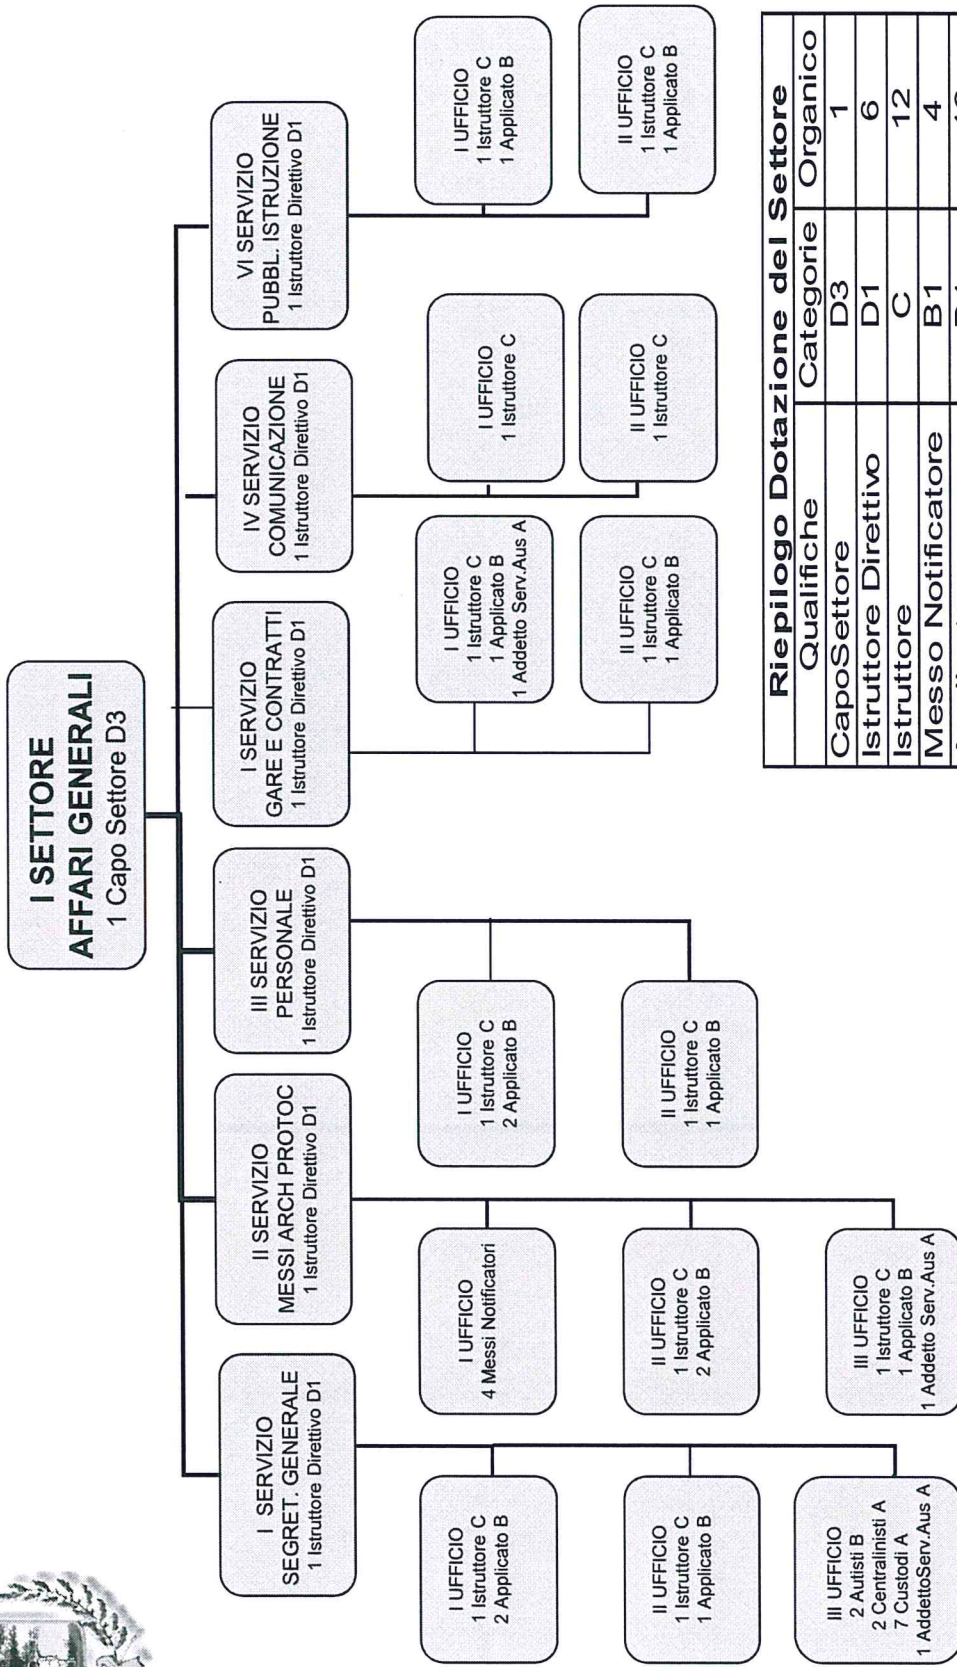 I SETTORE
AFFARI GENERALI
1 Capo Settore D3
I SERVIZIO
SEGRET. GENERALE
1 Istruttore Direttivo D1
I UFFICIO
1 Istruttore C
2 Applicato B
II UFFICIO
1 Istruttore C
1 Applicato B
III UFFICIO
2 Autisti B
2 Centralinisti A
7 Custodi A
1 AddettoServ.Aus A
II SERVIZIO
MESSI ARCH PROTOC
1 Istruttore Direttivo D1
I UFFICIO
4 Messi Notificatori
II UFFICIO
1 Istruttore C
2 Applicato B
III UFFICIO
1 Istruttore C
1 Applicato B
1 Addetto Serv.Aus A
III SERVIZIO
PERSONALE
1 Istruttore Direttivo D1
I UFFICIO
1 Istruttore C
2 Applicato B
II UFFICIO
1 Istruttore C
1 Applicato B
I SERVIZIO
GARE E CONTRATTI
1 Istruttore Direttivo D1
I UFFICIO
1 Istruttore C
1 Applicato B
1 Addetto Serv.Aus A
II UFFICIO
1 Istruttore C
1 Applicato B
IV SERVIZIO
COMUNICAZIONE
1 Istruttore Direttivo D1
I UFFICIO
1 Istruttore C
II UFFICIO
1 Istruttore C
VI SERVIZIO
PUBBL. ISTRUZIONE
1 Istruttore Direttivo D1
I UFFICIO
1 Istruttore C
1 Applicato B
II UFFICIO
1 Istruttore C
1 Applicato B
Riepilogo Dotazione del Settore
Qualifiche Categorie Organico
CapoSettore D3 1
Istruttore Direttivo D1 6
Istruttore C 12
Messo Notificatore B1 4